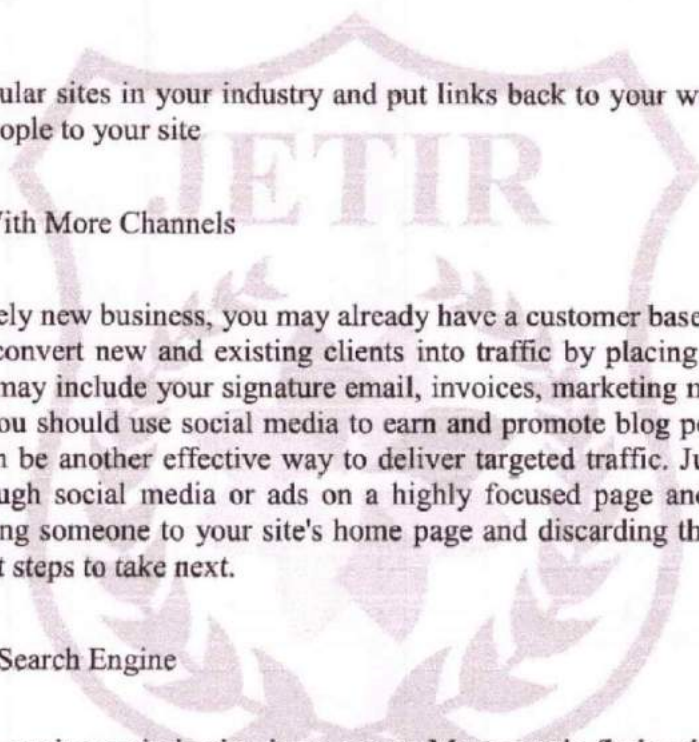 ular sites in your industry and put links back to your w
ople to your site
JETIR
ith More Channels
ely new business, you may already have a customer base
convert new and existing clients into traffic by placing
may include your signature email, invoices, marketing
ou should use social media to earn and promote blog p
n be another effective way to deliver targeted traffic. Ju
ugh social media or ads on a highly focused page an
ng someone to your site's home page and discarding th
t steps to take next.
Search Engine